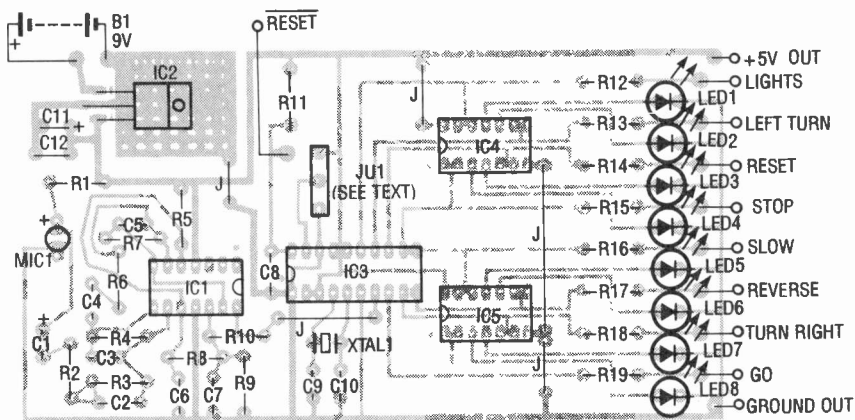 B1
9V
+
RESET
+5V OUT
IC2
LIGHTS
R12
LED1
J
R11
C11
+
C12
LEFT TURN
R13
LED2
IC4
RESET
R14
LED3
JU1
(SEE TEXT)
R1
J
R5
STOP
R15
LED4
+
C5
R7
MIC1
J
SLOW
R16
LED5
R6
C8
IC3
IC1
REVERSE
R17
LED6
C4
IC5
+
C1
R4
R10
J
XTAL1
TURN RIGHT
R18
LED7
C3
R8
R2
R3
R9
J
GO
R19
LED8
C2
C6
C7
C9
C10
GROUND OUT